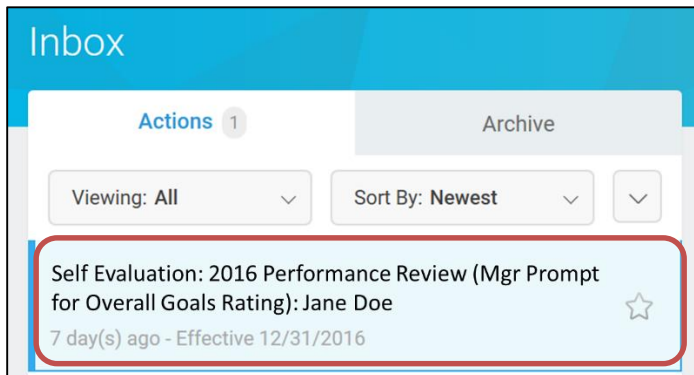 Inbox
Actions 1
Archive
Viewing: All
Sort By: Newest
Self Evaluation: 2016 Performance Review (Mgr Prompt
for Overall Goals Rating): Jane Doe
7 day(s) ago - Effective 12/31/2016